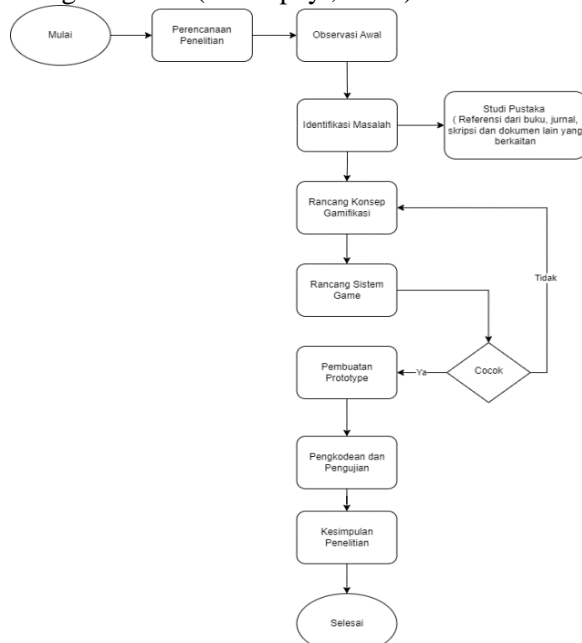 Mulai
Perencanaan
Penelitian
Observasi Awal
Identifikasi Masalah
Studi Pustaka
( Referensi dari buku, jurnal,
skripsi dan dokumen lain yang
berkaitan
Rancang Konsep
Gamifikasi
Rancang Sistem
Game
Tidak
Cocok
Ya
Pembuatan
Prototype
Pengkodean dan
Pengujian
Kesimpulan
Penelitian
Selesai